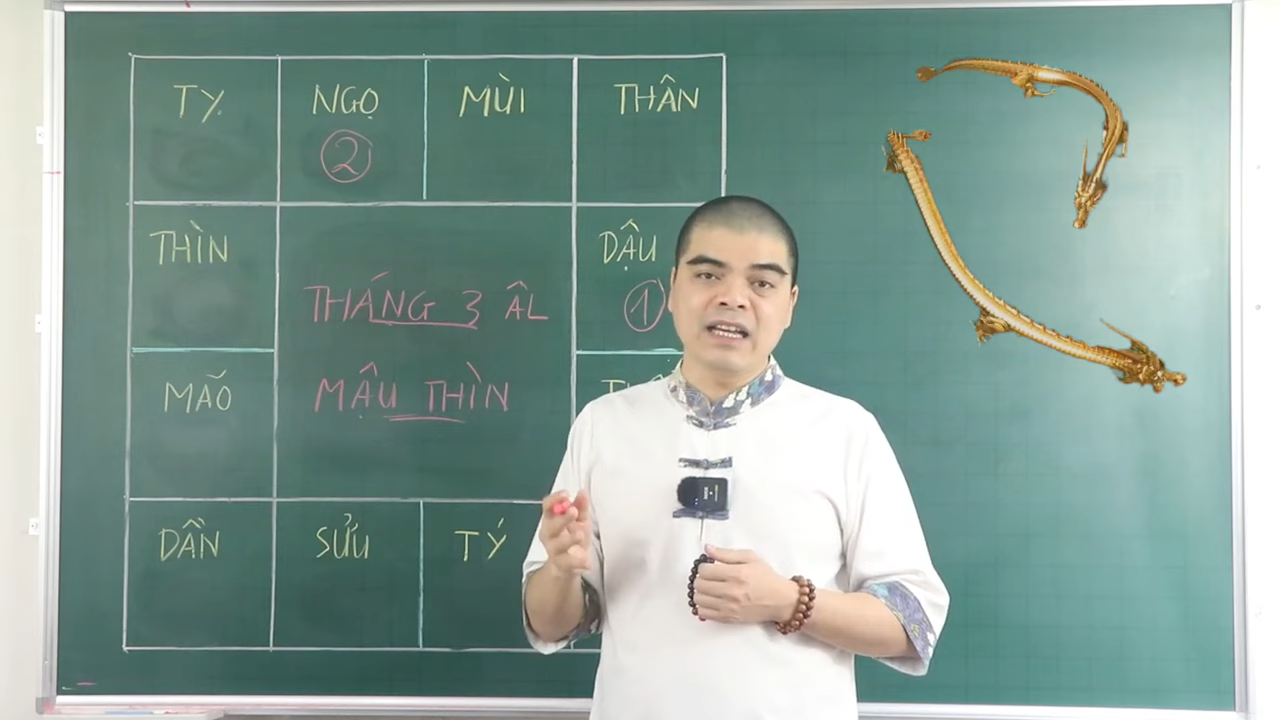 TỴ
NGỌ
MÙI
THÂN
②
THÌN
DẬU
①
THÁNG 3 ÂL
MÃO
MẬU THÌN
DẦN
SỬU
TÝ